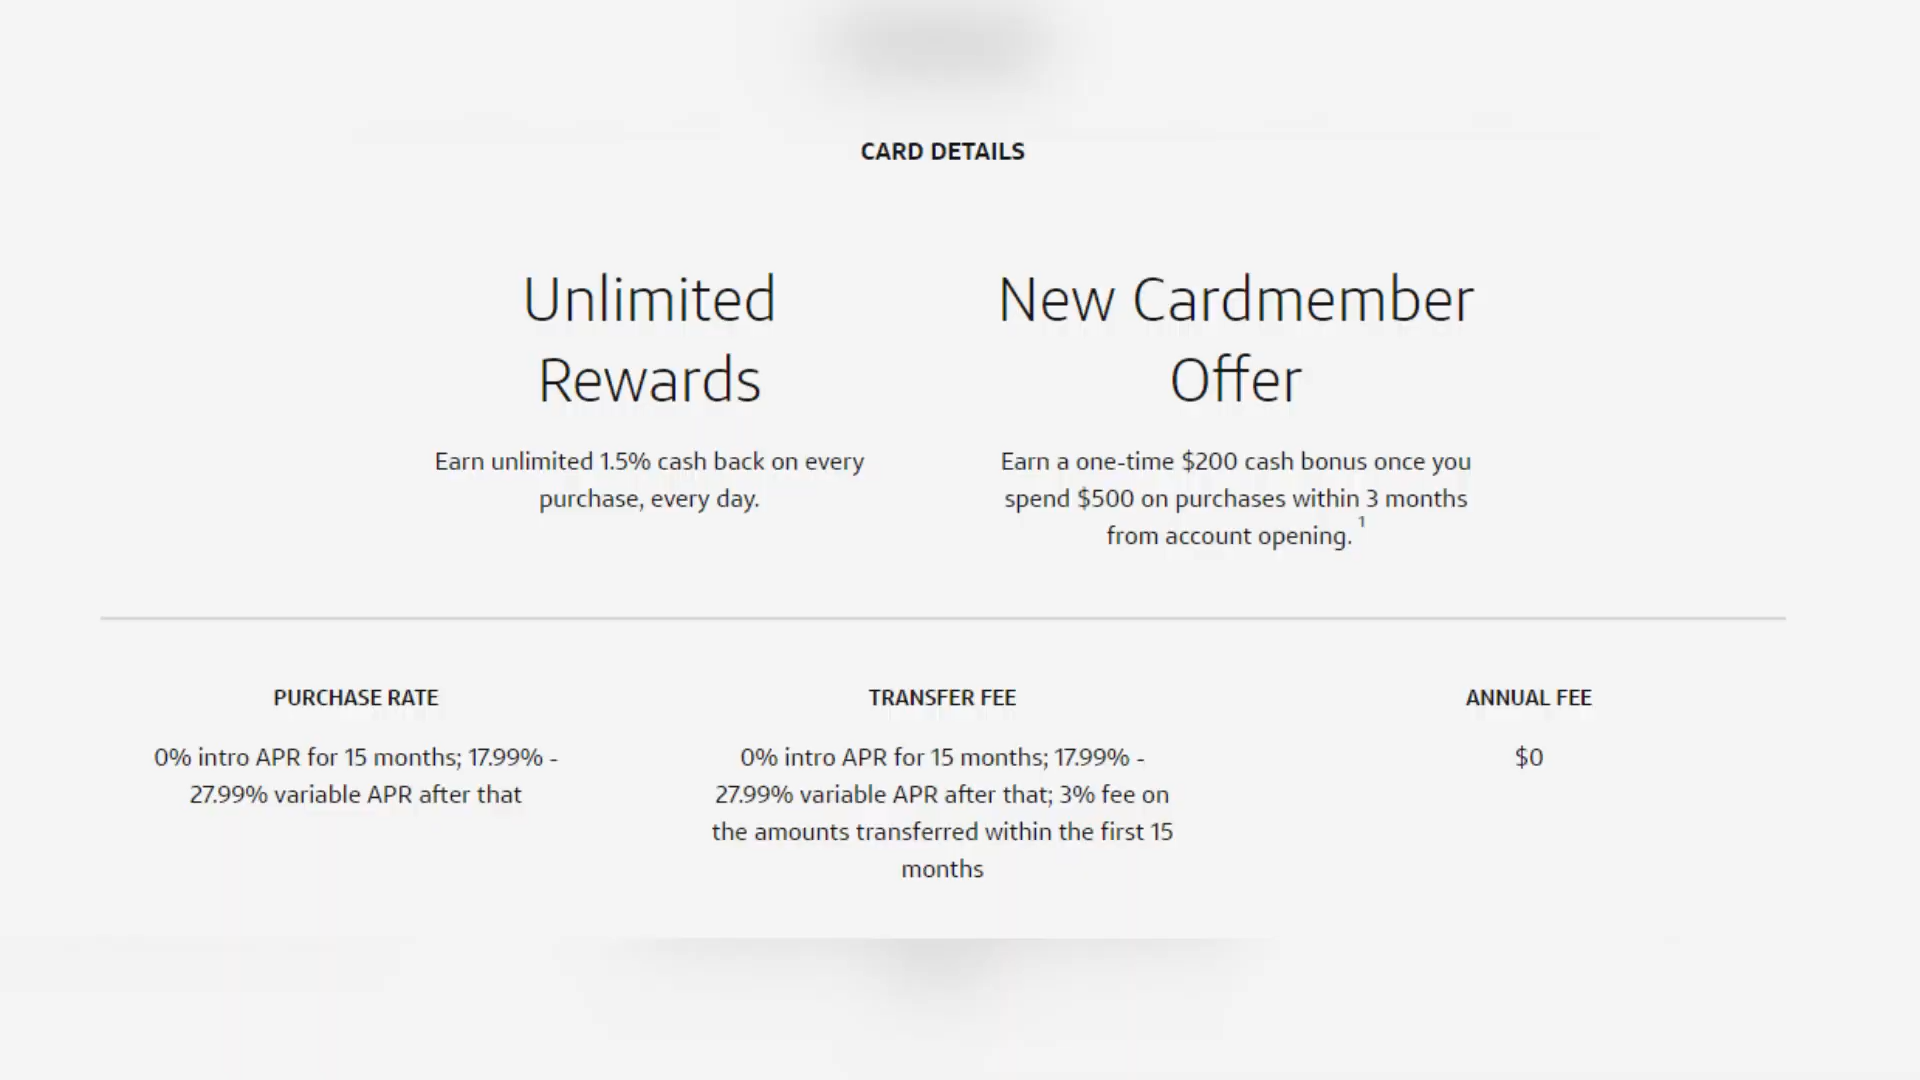 CARD DETAILS
Unlimited
Rewards
Earn unlimited 1.5% cash back on every
purchase, every day.
New Cardmember
Offer
Earn a one-time $200 cash bonus once you
spend $500 on purchases within 3 months
from account opening. 1
PURCHASE RATE
0% intro APR for 15 months; 17.99% -
27.99% variable APR after that
TRANSFER FEE
0% intro APR for 15 months; 17.99% -
27.99% variable APR after that; 3% fee on
the amounts transferred within the first 15
months
ANNUAL FEE
$0